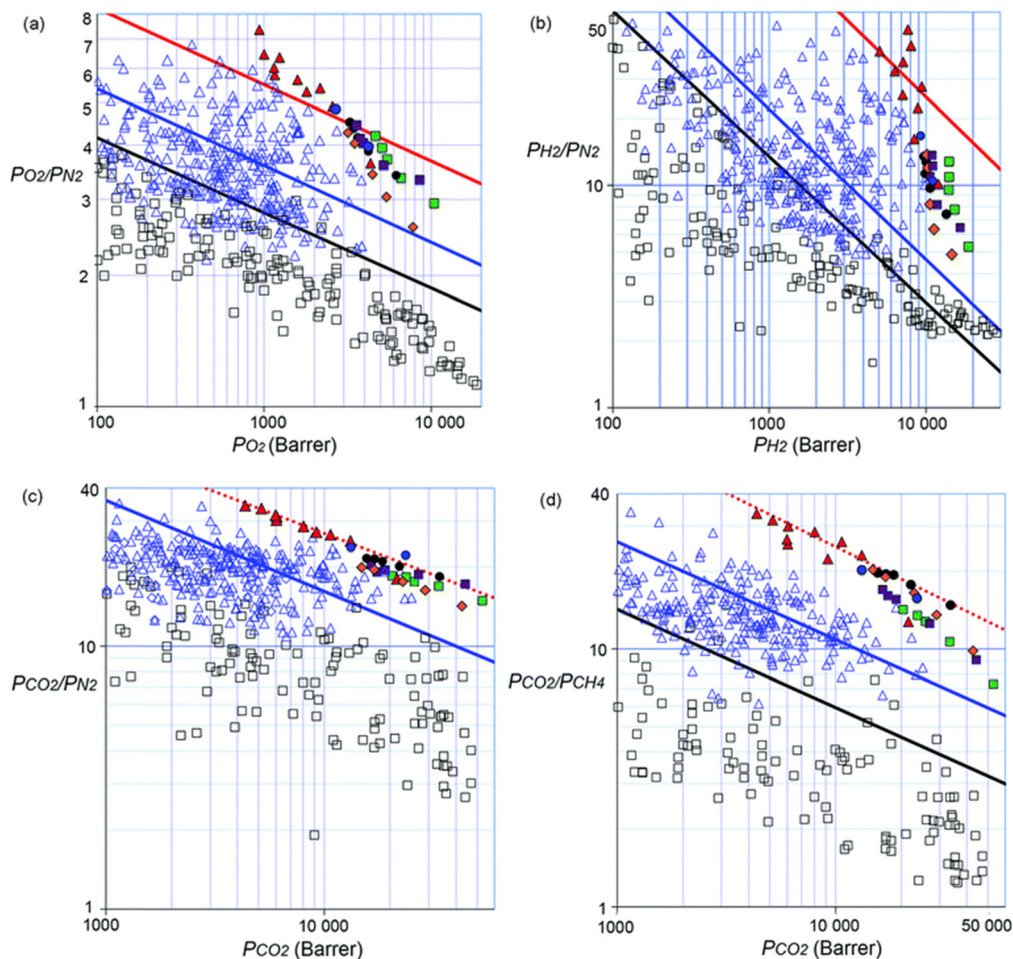 (a)
8
7
6
5
4
3
2
1
PO2/PN2
100
1000
10 000
PO2 (Barrer)
(b)
50
10
1
PH2/PN2
100
1000
10 000
PH2 (Barrer)
(c)
40
10
1
PCO2/PN2
1000
10 000
PCO2 (Barrer)
(d)
40
10
1
PCO2/PCH4
1000
10 000
50 000
PCO2 (Barrer)